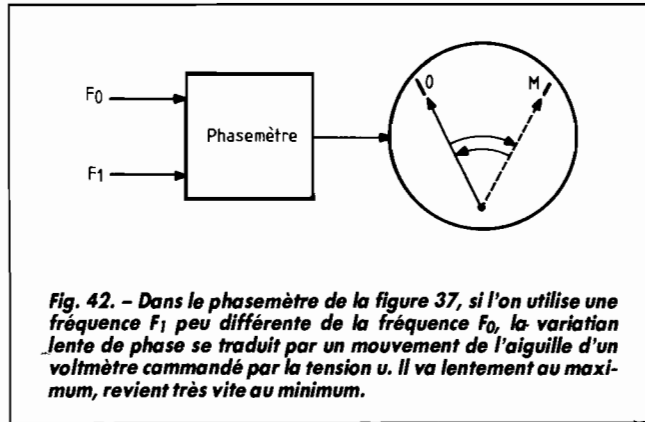 F0
F1
Phasemètre
O
M
Fig. 42. – Dans le phasemètre de la figure 37, si l'on utilise une
fréquence F1 peu différente de la fréquence F0, la variation
lente de phase se traduit par un mouvement de l'aiguille d'un
voltmètre commandé par la tension u. Il va lentement au maxi-
mum, revient très vite au minimum.